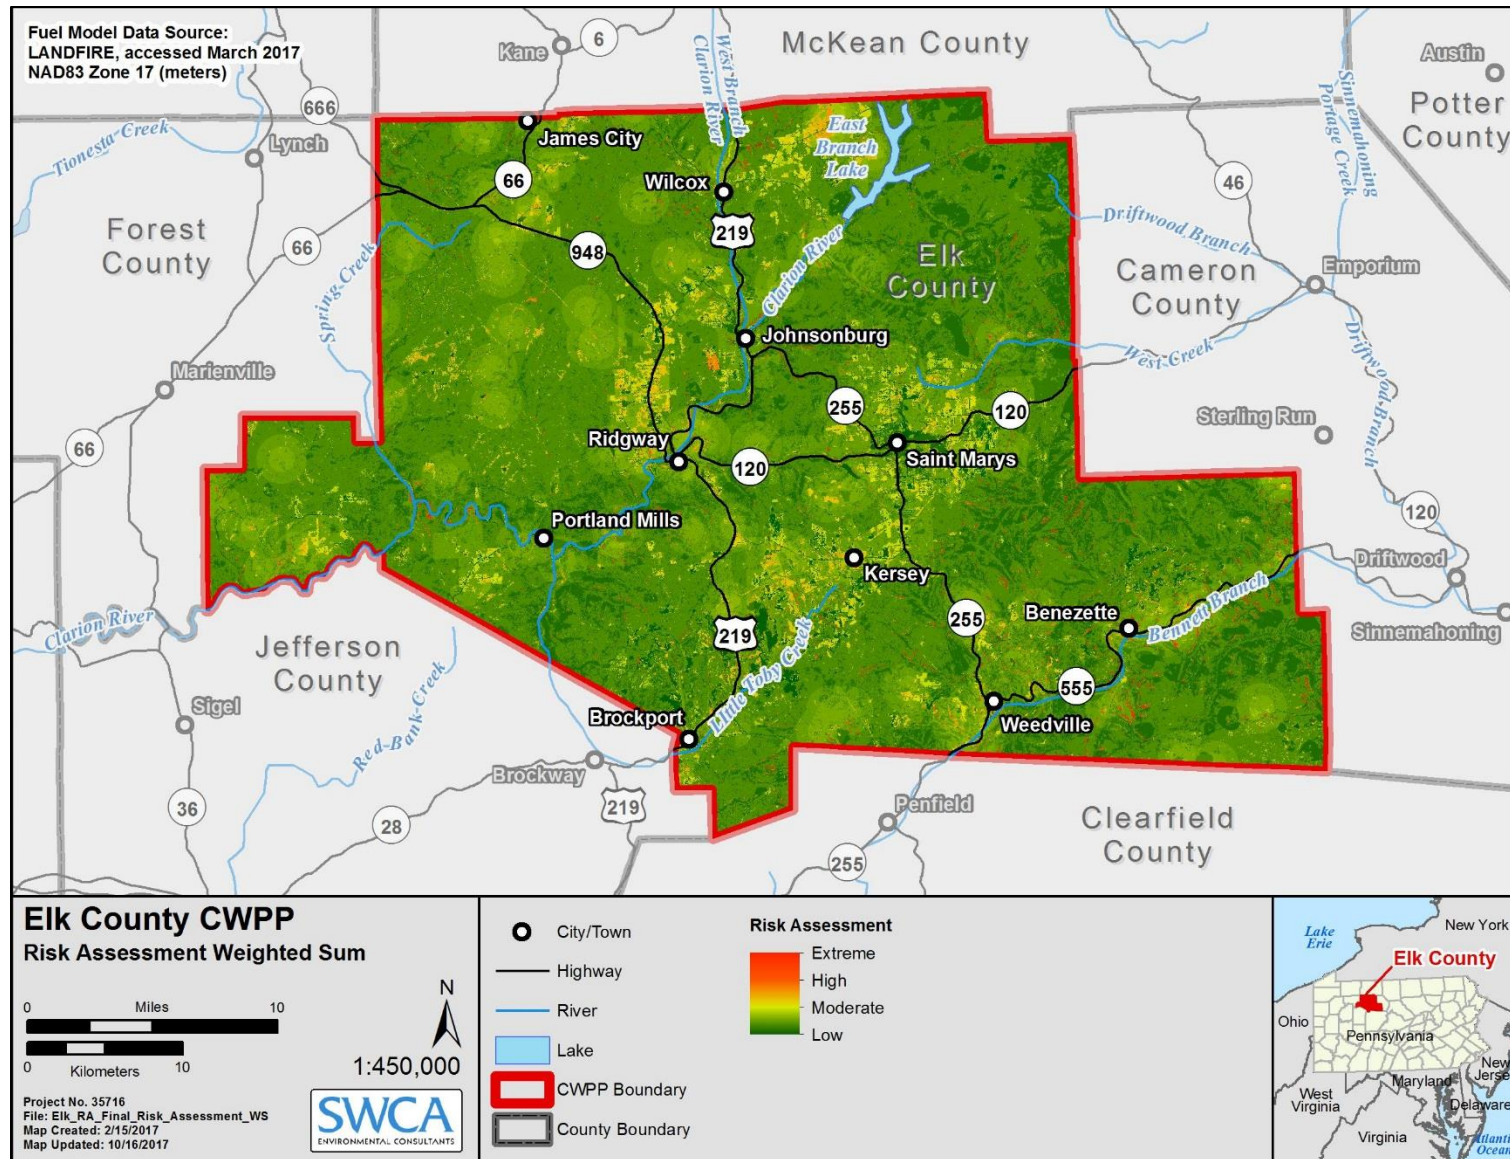 Fuel Model Data Source:
LANDFIRE, accessed March 2017
NAD83 Zone 17 (meters)
Kane
6
McKean County
Austin
Potter
County
666
Lynch
Tionesta Creek
James City
66
West Branch
Clarion River
Wilcox
219
East
Branch
Lake
Sinnemahoning
Portage Creek
46
Forest
County
66
948
Spring Creek
Clarion River
Elk
County
Driftwood Branch
Cameron
County
Emporium
Johnsonburg
West Creek
Driftwood Branch
Marienville
66
255
120
Sterling Run
Ridgway
120
Saint Marys
Portland Mills
120
Kersey
Driftwood
Clarion River
Jefferson
County
219
255
Benezette
Bennett Branch
Sinnemahoning
Little Toby Creek
555
Sigel
Red-Bank-Creek
Brockport
Weedville
Brockway
219
36
28
Penfield
255
Clearfield
County
Elk County CWPP
Risk Assessment Weighted Sum
0 Miles 10
0 Kilometers 10
N
1:450,000
Project No. 35716
File: Elk_RA_Final_Risk_Assessment_WS
Map Created: 2/15/2017
Map Updated: 10/16/2017
SWCA
ENVIRONMENTAL CONSULTANTS
City/Town
Highway
River
Lake
CWPP Boundary
County Boundary
Risk Assessment
Extreme
High
Moderate
Low
Lake
Erie
New York
Elk County
Ohio
Pennsylvania
New
Jerse
West
Virginia
Maryland
Delaware
Virginia
Atlanti
Ocean